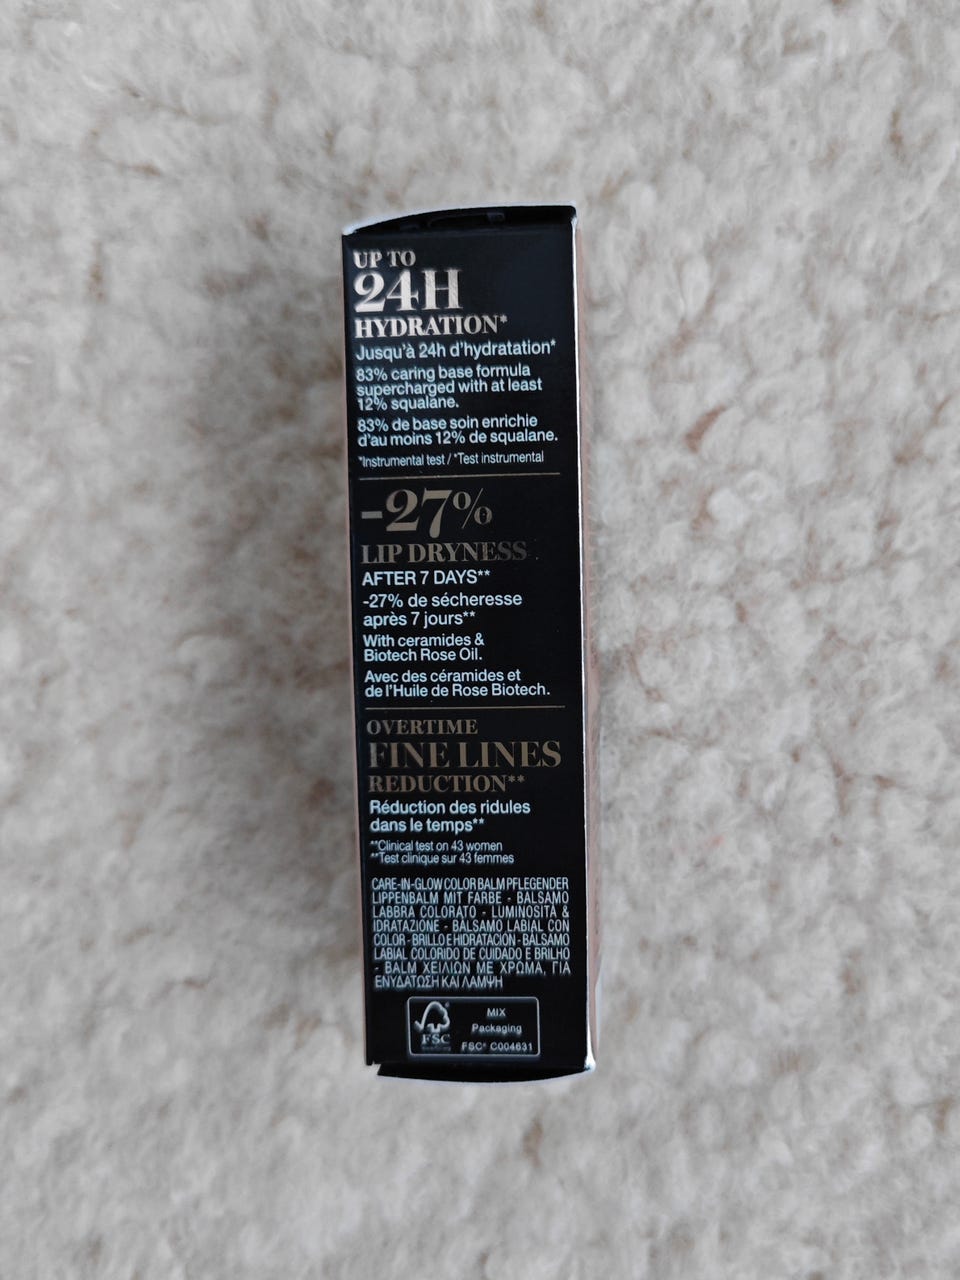 UP TO
24H
HYDRATION*
Jusqu'à 24h d'hydratation*
83% caring base formula
supercharged with at least
12% squalane.
83% de base soin enrichie
d'au moins 12% de squalane.
*Instrumental test / *Test instrumental
-27%
LIP DRYNESS
AFTER 7 DAYS**
-27% de sécheresse
après 7 jours**
With ceramides &
Biotech Rose Oil.
Avec des céramides et
de l'Huile de Rose Biotech.
OVERTIME
FINE LINES
REDUCTION**
Réduction des ridules
dans le temps**
**Clinical test on 43 women
**Test clinique sur 43 femmes
CARE-IN-GLOW COLOR BALM PFLEGENDER
LIPPENBALM MIT FARBE - BALSAMO
LABBRA COLORATO - LUMINOSITÀ &
IDRATAZIONE - BÁLSAMO LABIAL CON
COLOR - BRILLO E HIDRATACIÓN - BÁLSAMO
LABIAL COLORIDO DE CUIDADO E BRILHO
- BALM ΧΕΙΛΙΩΝ ΜΕ ΧΡΩΜΑ, ΓΙΑ
ΕΝΥΔΑΤΩΣΗ ΚΑΙ ΛΑΜΨΗ
FSC
MIX
Packaging
FSC® C004631